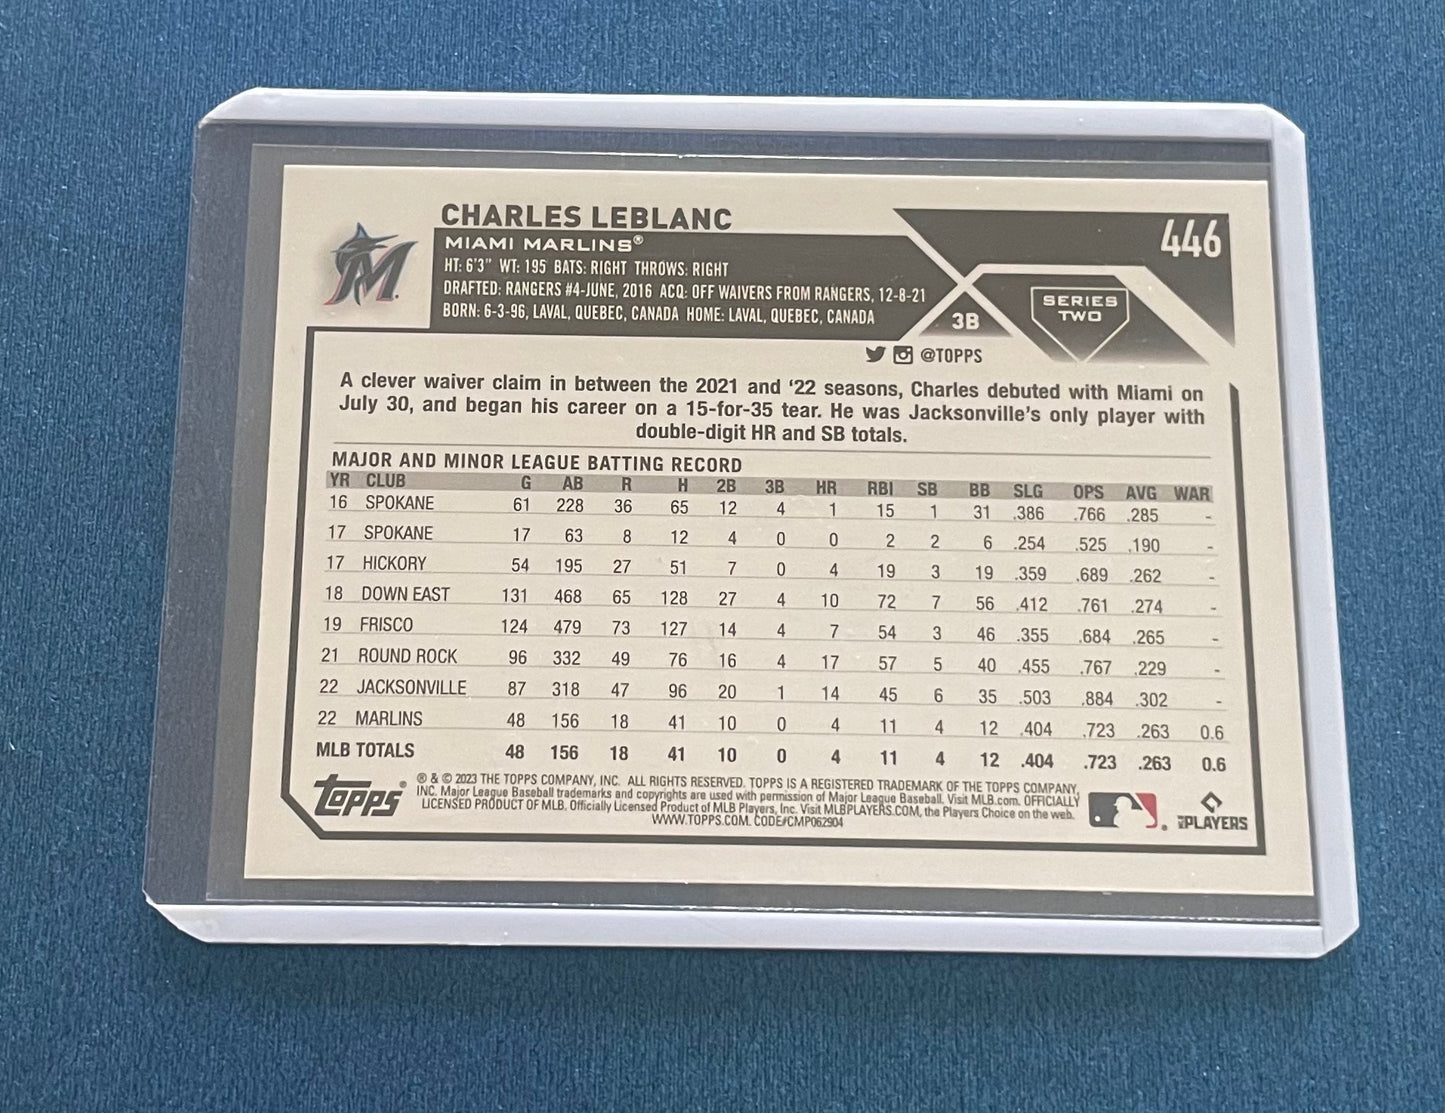 CHARLES LEBLANC
446
MIAMI MARLINS®
HT: 6'3" WT: 195 BATS: RIGHT THROWS: RIGHT
DRAFTED: RANGERS #4-JUNE, 2016 ACQ: OFF WAIVERS FROM RANGERS, 12-8-21
BORN: 6-3-96, LAVAL, QUEBEC, CANADA HOME: LAVAL, QUEBEC, CANADA
3B
SERIES
TWO
@TOPPS
A clever waiver claim in between the 2021 and ‘22 seasons, Charles debuted with Miami on
July 30, and began his career on a 15-for-35 tear. He was Jacksonville's only player with
double-digit HR and SB totals.
MAJOR AND MINOR LEAGUE BATTING RECORD
YR CLUB G AB R H 2B 3B HR RBI SB BB SLG OPS AVG WAR
16 SPOKANE 61 228 36 65 12 4 1 15 1 31 .386 .766 .285 -
17 SPOKANE 17 63 8 12 4 0 0 2 2 6 .254 .525 .190 -
17 HICKORY 54 195 27 51 7 0 4 19 3 19 .359 .689 .262 -
18 DOWN EAST 131 468 65 128 27 4 10 72 7 56 .412 .761 .274 -
19 FRISCO 124 479 73 127 14 4 7 54 3 46 .355 .684 .265 -
21 ROUND ROCK 96 332 49 76 16 4 17 57 5 40 .455 .767 .229 -
22 JACKSONVILLE 87 318 47 96 20 1 14 45 6 35 .503 .884 .302 -
22 MARLINS 48 156 18 41 10 0 4 11 4 12 .404 .723 .263 0.6
MLB TOTALS 48 156 18 41 10 0 4 11 4 12 .404 .723 .263 0.6
Topps®
® & © 2023 THE TOPPS COMPANY, INC. ALL RIGHTS RESERVED. TOPPS IS A REGISTERED TRADEMARK OF THE TOPPS COMPANY,
INC. Major League Baseball trademarks and copyrights are used with permission of Major League Baseball. Visit MLB.com. OFFICIALLY
LICENSED PRODUCT OF MLB. Officially Licensed Product of MLB Players, Inc. Visit MLBPLAYERS.COM, the Players Choice on the web.
WWW.TOPPS.COM. CODE#CMP062904
MLB PLAYERS